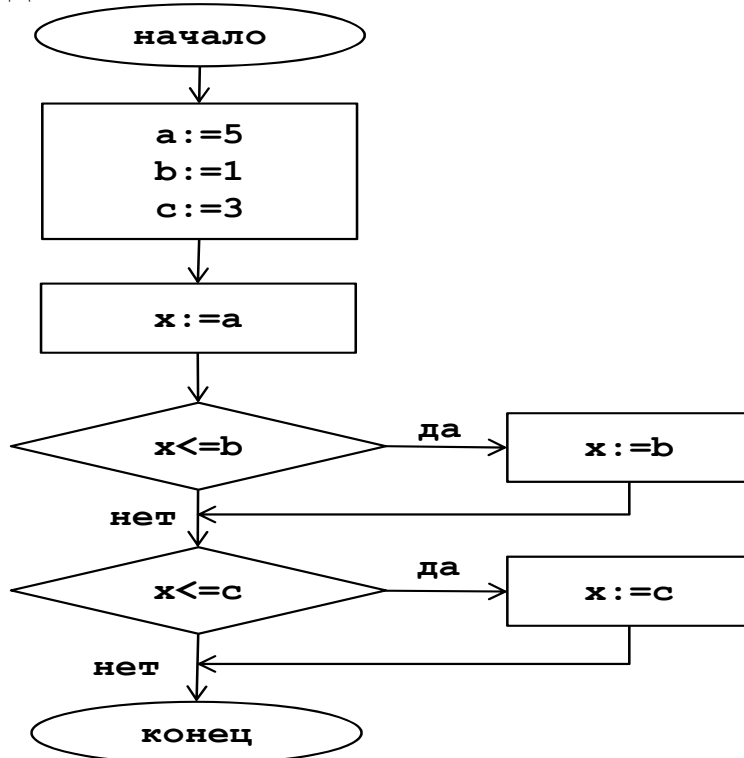 начало
a:=5
b:=1
c:=3
x:=a
x<=b
да
x:=b
нет
x<=c
да
x:=c
нет
конец